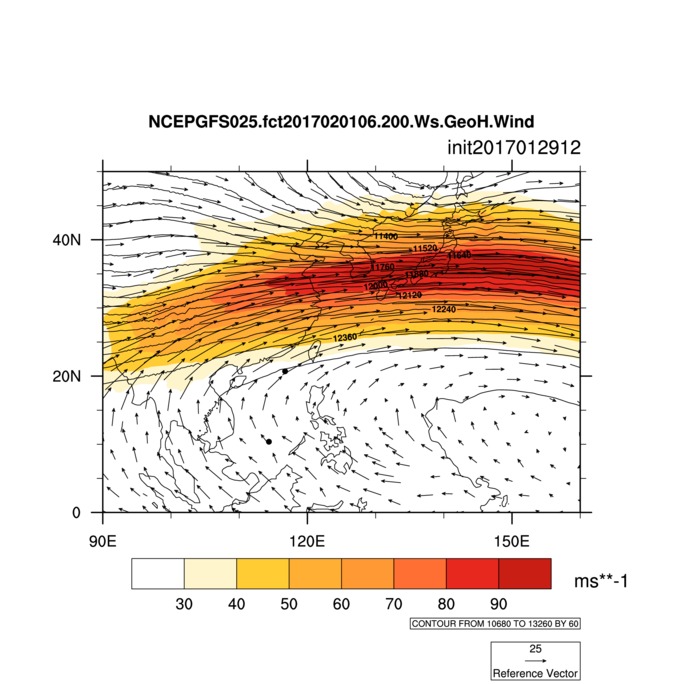 NCEPGFS025.fct2017020106.200.Ws.GeoH.Wind
init2017012912
40N
20N
0
11400
11520
11640
11760
11880
12000
12120
12240
12360
90E 120E 150E
30 40 50 60 70 80 90
ms**-1
CONTOUR FROM 10680 TO 13260 BY 60
25
Reference Vector